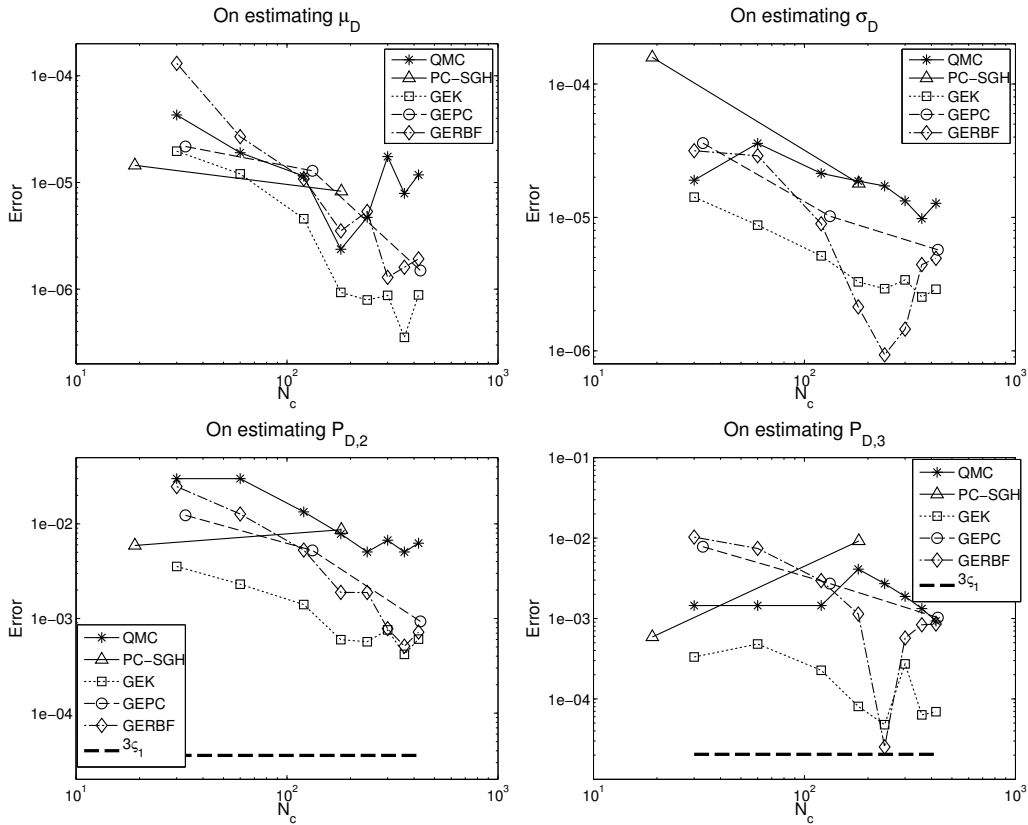 On estimating μ_D
1e-04
1e-05
1e-06
Error
10^1
10^2
10^3
N_c
QMC
PC-SGH
GEK
GEPC
GERBF
On estimating σ_D
1e-04
1e-05
1e-06
Error
10^1
10^2
10^3
N_c
QMC
PC-SGH
GEK
GEPC
GERBF
On estimating P_D,2
1e-02
1e-03
1e-04
Error
10^1
10^2
10^3
N_c
QMC
PC-SGH
GEK
GEPC
GERBF
3ς_1
On estimating P_D,3
1e-01
1e-02
1e-03
1e-04
Error
10^1
10^2
10^3
N_c
QMC
PC-SGH
GEK
GEPC
GERBF
3ς_1